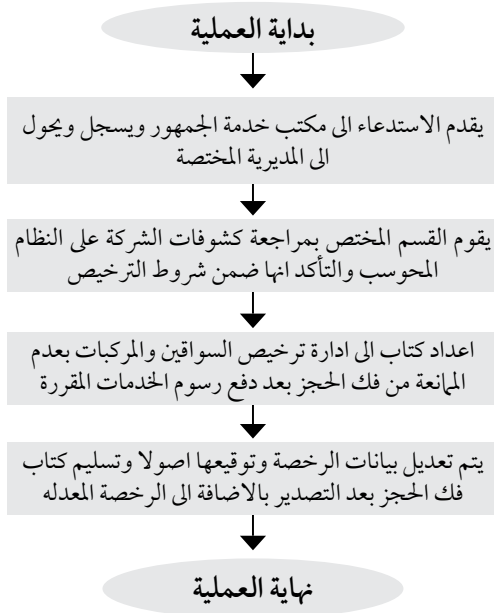 بداية العملية
يقدم الاستدعاء الى مكتب خدمة الجمهور ويسجل ويحول
الى المديرية المختصة
يقوم القسم المختص بمراجعة كشوفات الشركة على النظام
المحوسب والتأكد انها ضمن شروط الترخيص
اعداد كتاب الى ادارة ترخيص السواقين والمركبات بعدم
الممانعة من فك الحجز بعد دفع رسوم الخدمات المقررة
يتم تعديل بيانات الرخصة وتوقيعها اصولا وتسليم كتاب
فك الحجز بعد التصدير بالاضافة الى الرخصة المعدله
نهاية العملية